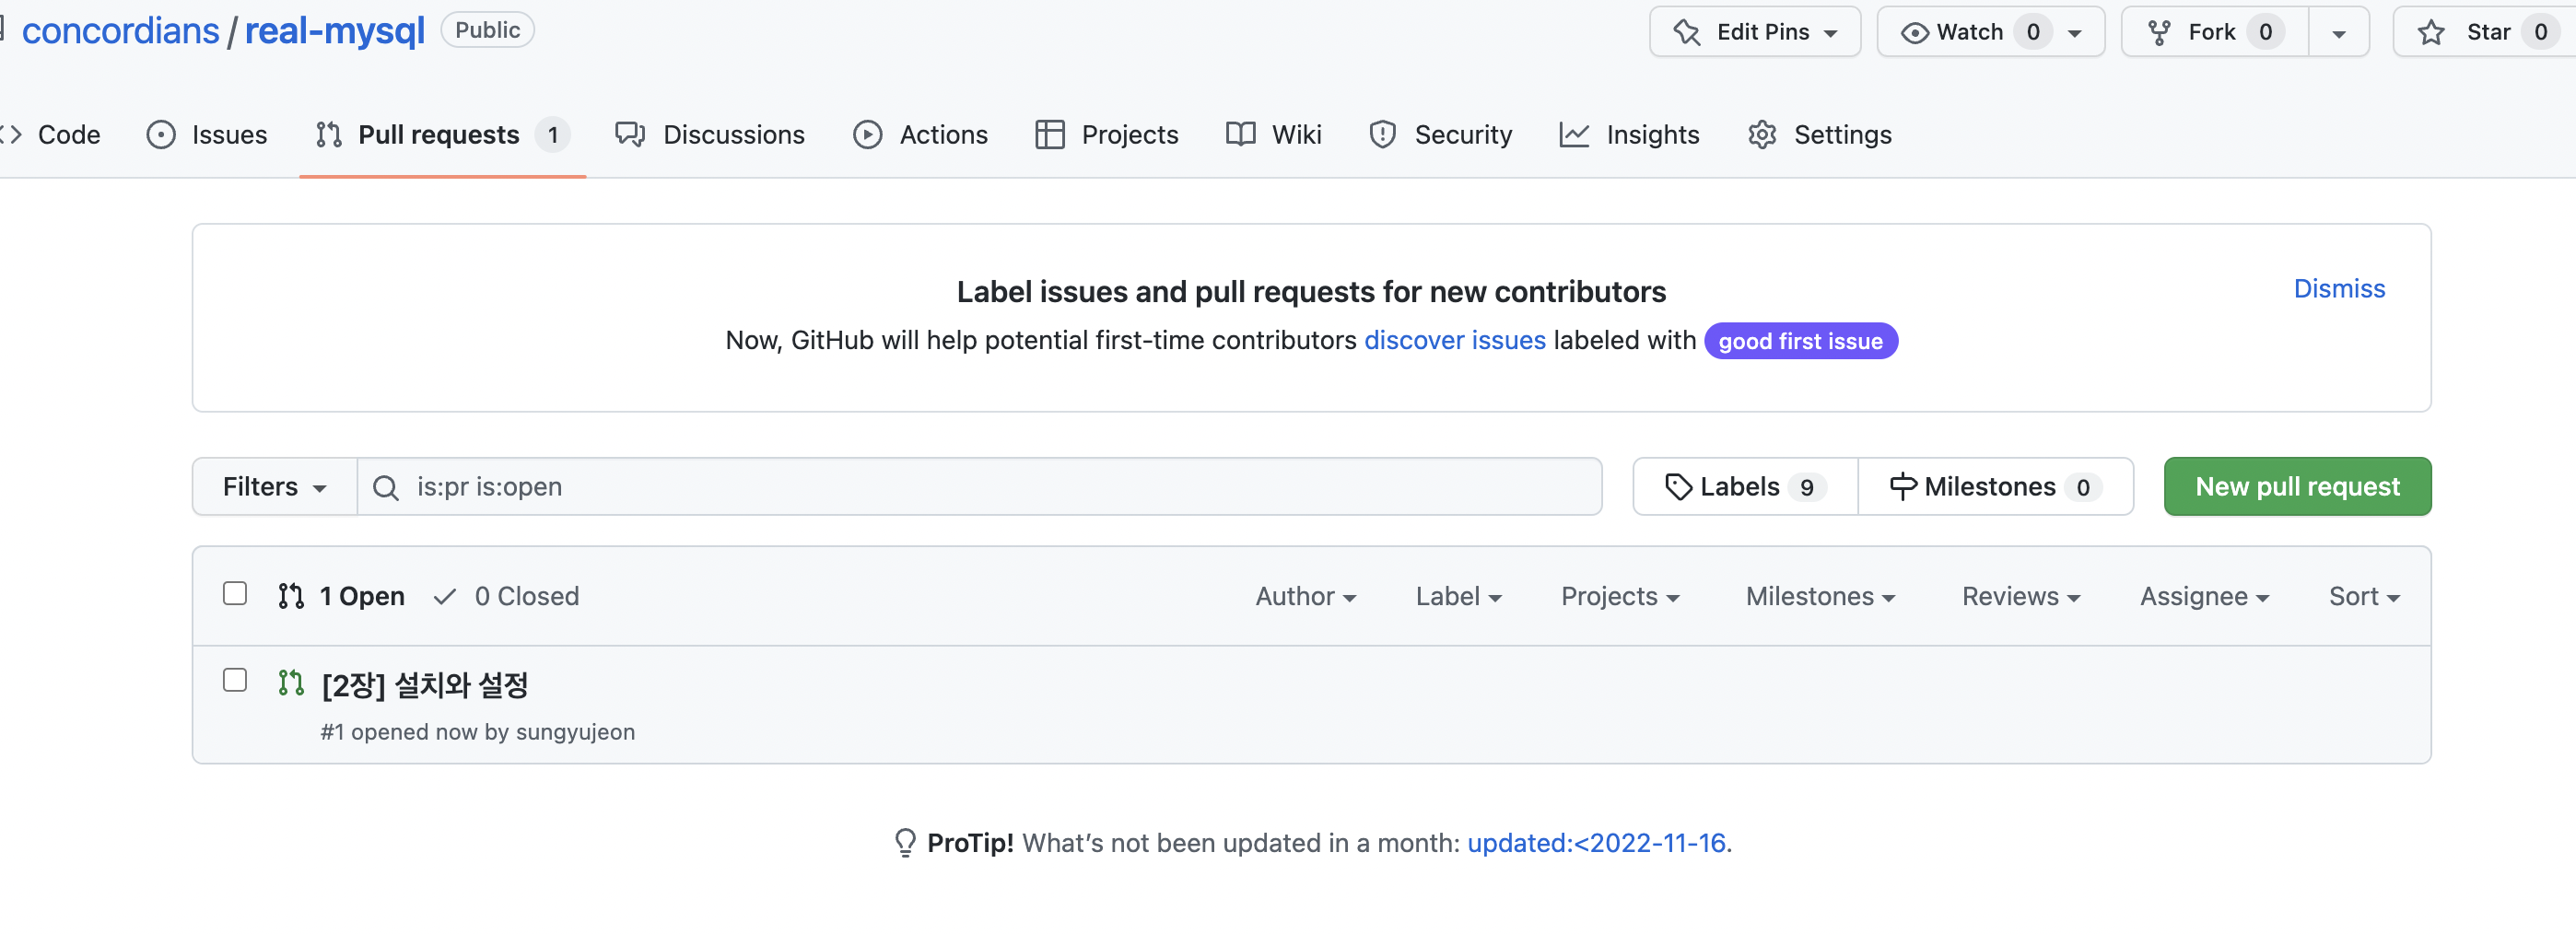 concordians / real-mysql Public Edit Pins Watch 0 Fork 0 Star 0
Code Issues Pull requests 1 Discussions Actions Projects Wiki Security Insights Settings
Label issues and pull requests for new contributors
Dismiss
Now, GitHub will help potential first-time contributors discover issues labeled with good first issue
Filters is:pr is:open Labels 9 Milestones 0 New pull request
1 Open 0 Closed Author Label Projects Milestones Reviews Assignee Sort
[2장] 설치와 설정
#1 opened now by sungyujeon
ProTip! What’s not been updated in a month: updated:<2022-11-16.